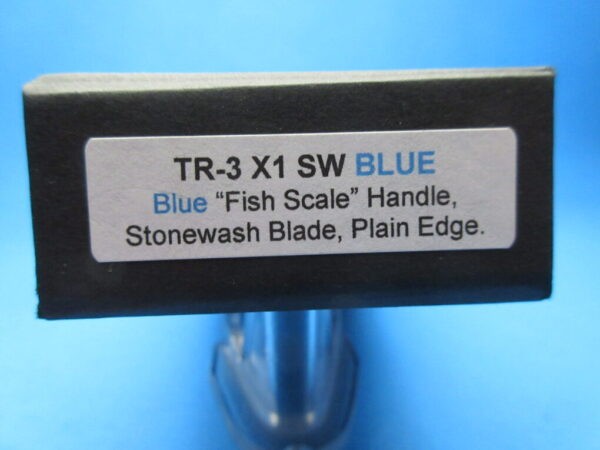 TR-3 X1 SW BLUE
Blue “Fish Scale” Handle,
Stonewash Blade, Plain Edge.